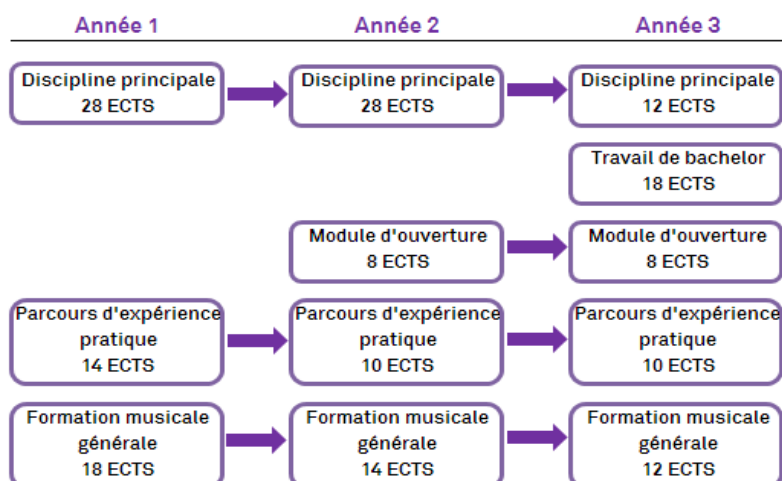 Année 1
Année 2
Année 3
Discipline principale
28 ECTS
Discipline principale
28 ECTS
Discipline principale
12 ECTS
Travail de bachelor
18 ECTS
Module d'ouverture
8 ECTS
Module d'ouverture
8 ECTS
Parcours d'expérience
pratique
14 ECTS
Parcours d'expérience
pratique
10 ECTS
Parcours d'expérience
pratique
10 ECTS
Formation musicale
générale
18 ECTS
Formation musicale
générale
14 ECTS
Formation musicale
générale
12 ECTS